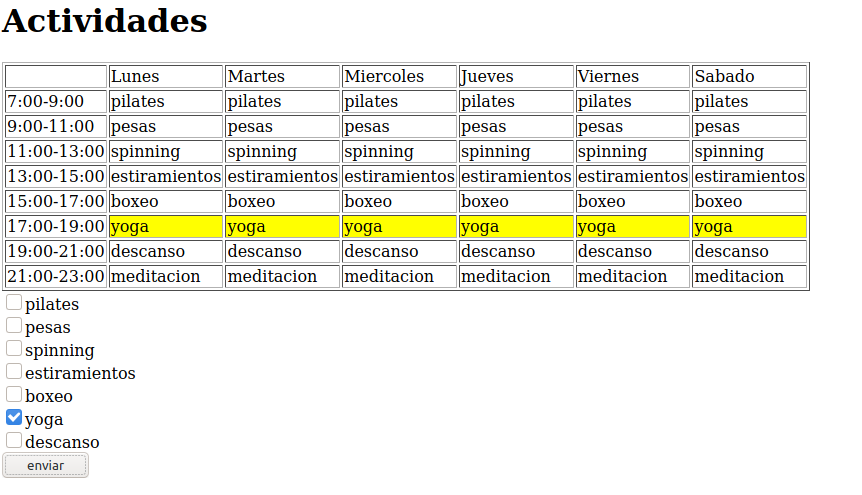 Actividades
Lunes Martes Miercoles Jueves Viernes Sabado
7:00-9:00 pilates pilates pilates pilates pilates pilates
9:00-11:00 pesas pesas pesas pesas pesas pesas
11:00-13:00 spinning spinning spinning spinning spinning spinning
13:00-15:00 estiramientos estiramientos estiramientos estiramientos estiramientos estiramientos
15:00-17:00 boxeo boxeo boxeo boxeo boxeo boxeo
17:00-19:00 yoga yoga yoga yoga yoga yoga
19:00-21:00 descanso descanso descanso descanso descanso descanso
21:00-23:00 meditacion meditacion meditacion meditacion meditacion meditacion
pilates
pesas
spinning
estiramientos
boxeo
yoga
descanso
enviar